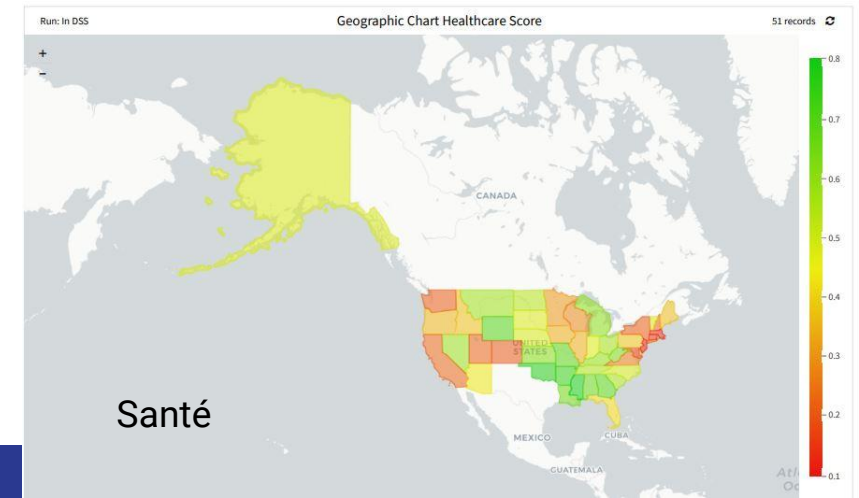 Run: In DSS
Geographic Chart Healthcare Score
51 records
+
-
0.8
0.7
0.6
0.5
0.4
0.3
0.2
0.1
CANADA
UNITED
STATES
Santé
MEXICO
CUBA
GUATEMALA